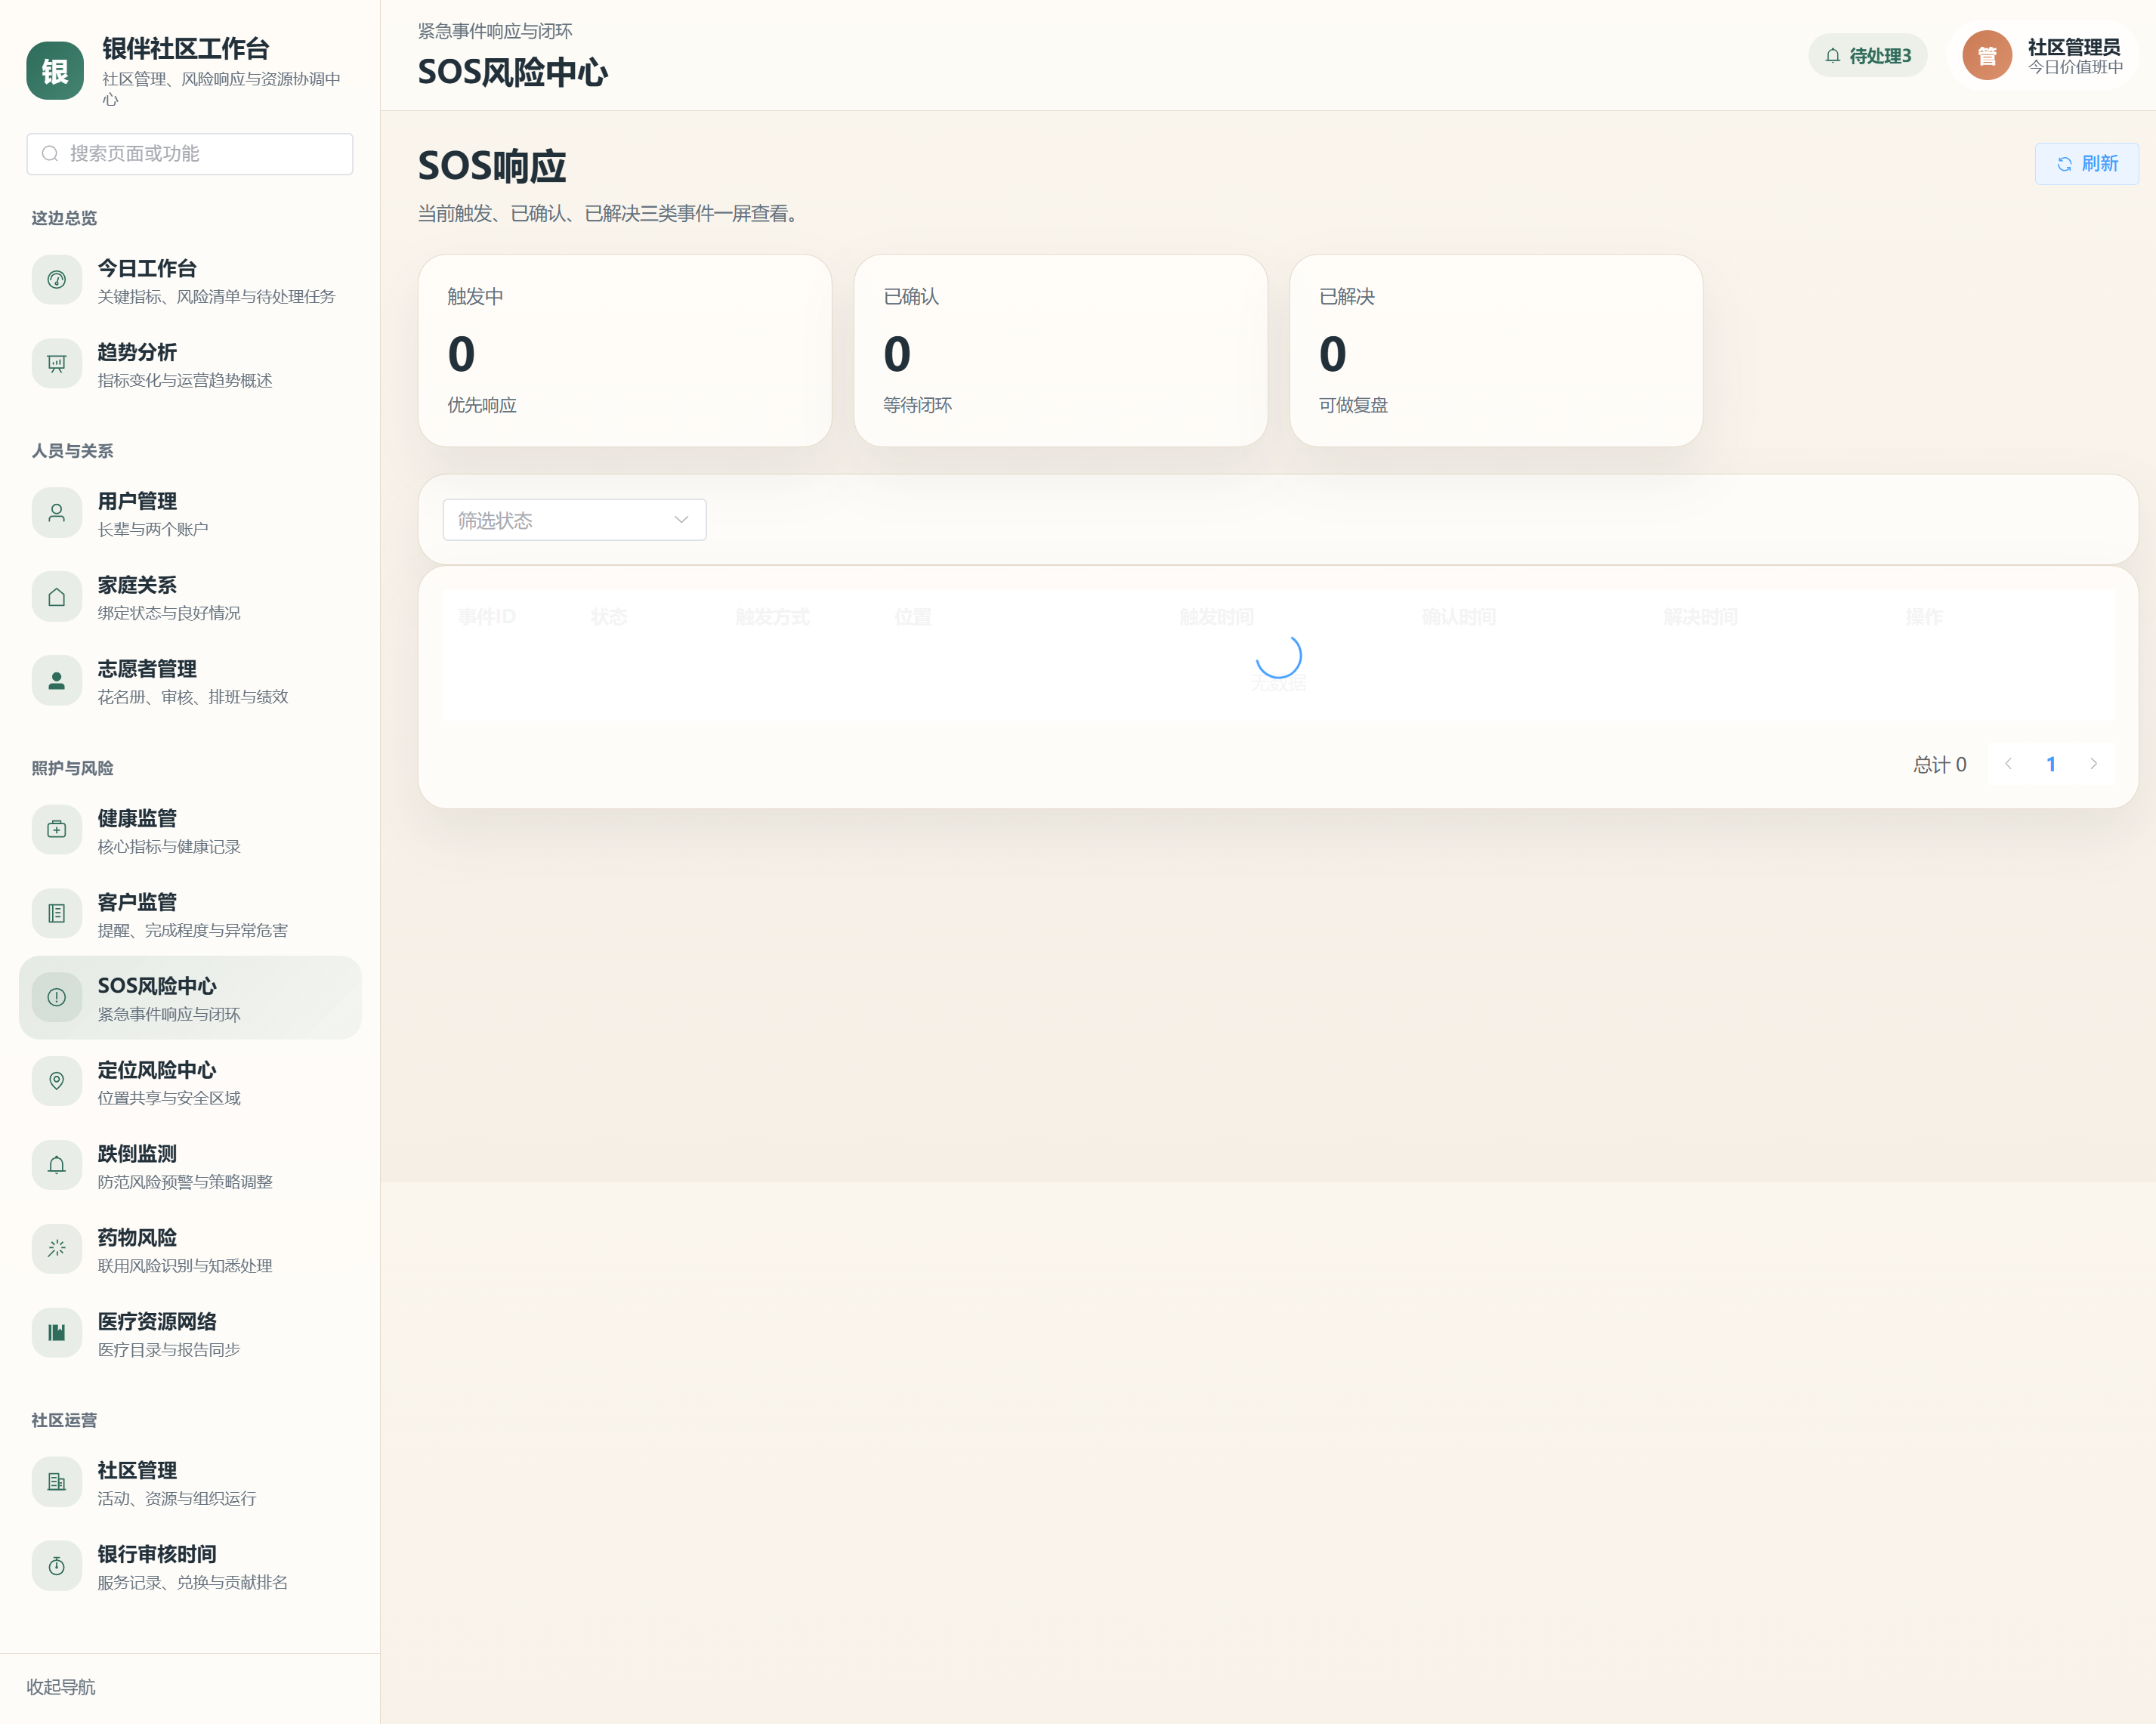 银
银伴社区工作台
社区管理、风险响应与资源协调中
心
搜索页面或功能
这边总览
今日工作台
关键指标、风险清单与待处理任务
趋势分析
指标变化与运营趋势概述
人员与关系
用户管理
长辈与两个账户
家庭关系
绑定状态与良好情况
志愿者管理
花名册、审核、排班与绩效
照护与风险
健康监管
核心指标与健康记录
客户监管
提醒、完成程度与异常危害
SOS风险中心
紧急事件响应与闭环
定位风险中心
位置共享与安全区域
跌倒监测
防范风险预警与策略调整
药物风险
联用风险识别与知悉处理
医疗资源网络
医疗目录与报告同步
社区运营
社区管理
活动、资源与组织运行
银行审核时间
服务记录、兑换与贡献排名
收起导航
紧急事件响应与闭环
SOS风险中心
待处理3
管
社区管理员
今日价值班中
SOS响应
当前触发、已确认、已解决三类事件一屏查看。
刷新
触发中
0
优先响应
已确认
0
等待闭环
已解决
0
可做复盘
筛选状态
事件ID 状态 触发方式 位置 触发时间 确认时间 解决时间 操作
无数据
总计 0 1